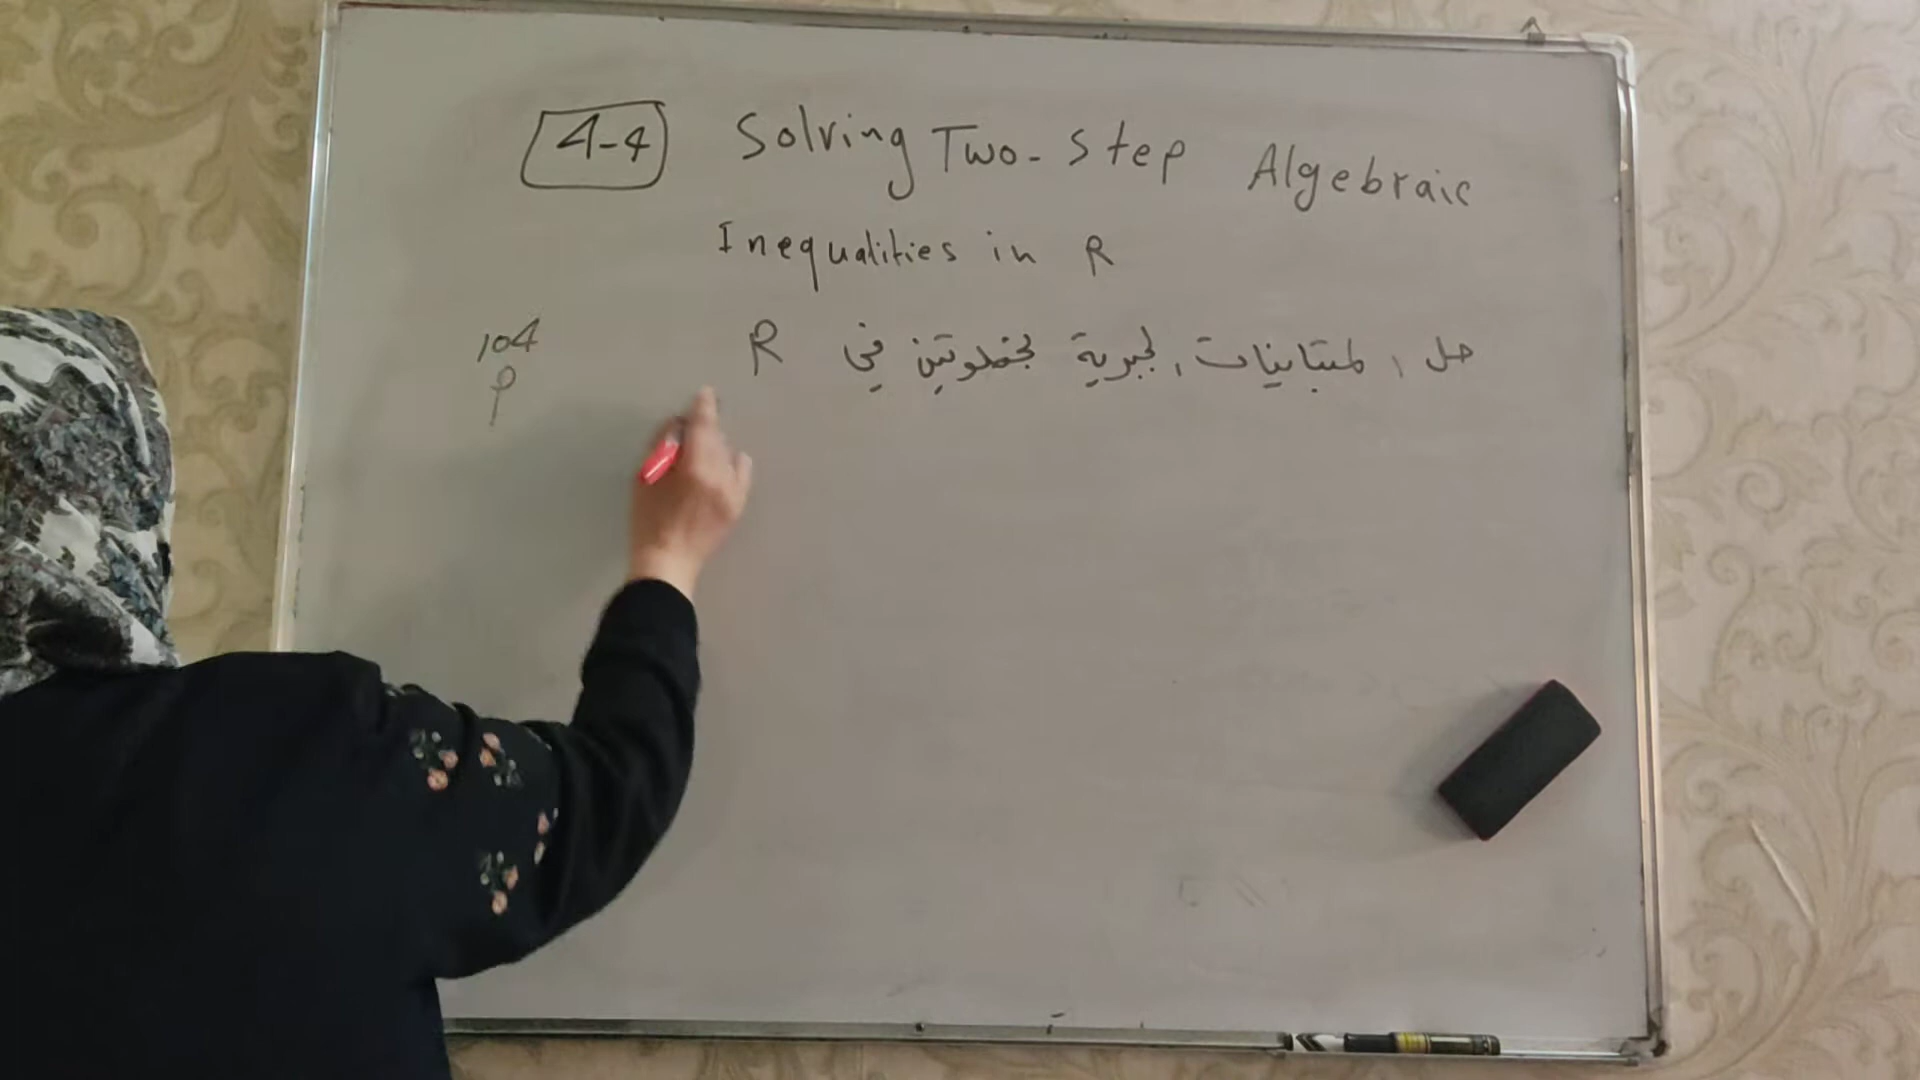 4-4 Solving Two-Step Algebraic
Inequalities in R
حل المتباينات الجبرية بخطوتين في R
104
P